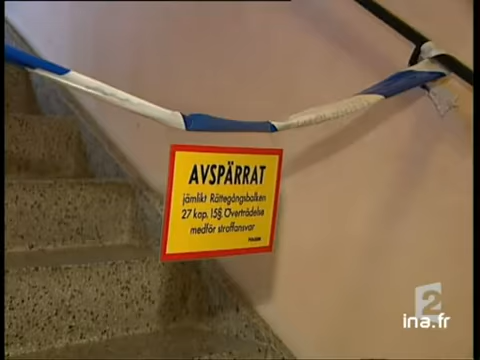 AVSPÄRRAT
jämlikt Rättegångsbalken
27 kap. 15§ Överträdelse
medför straffansvar
2
ina.fr